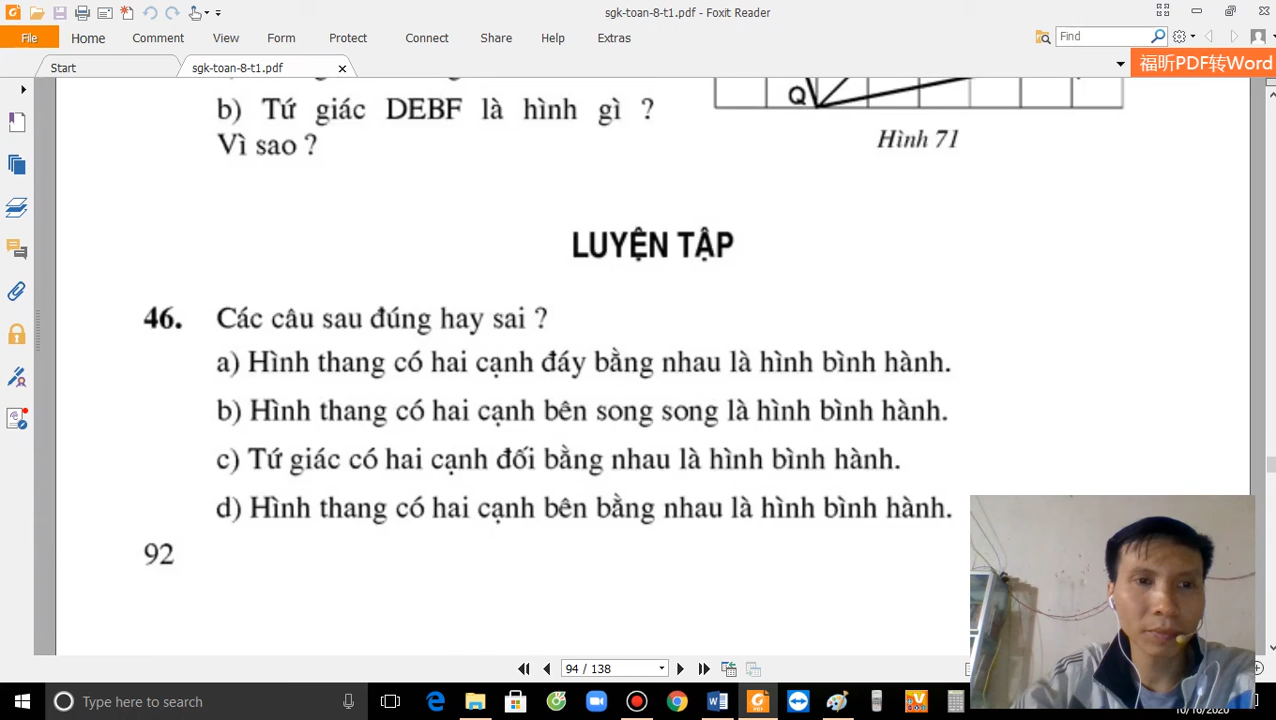 sgk-toan-8-t1.pdf - Foxit Reader
File Home Comment View Form Protect Connect Share Help Extras Find
Start sgk-toan-8-t1.pdf 福昕PDF转Word
b) Tứ giác DEBF là hình gì ?
Vì sao ?
Q
Hình 71
LUYỆN TẬP
46. Các câu sau đúng hay sai ?
a) Hình thang có hai cạnh đáy bằng nhau là hình bình hành.
b) Hình thang có hai cạnh bên song song là hình bình hành.
c) Tứ giác có hai cạnh đối bằng nhau là hình bình hành.
d) Hình thang có hai cạnh bên bằng nhau là hình bình hành.
92
94 / 138
Type here to search
10/16/2020